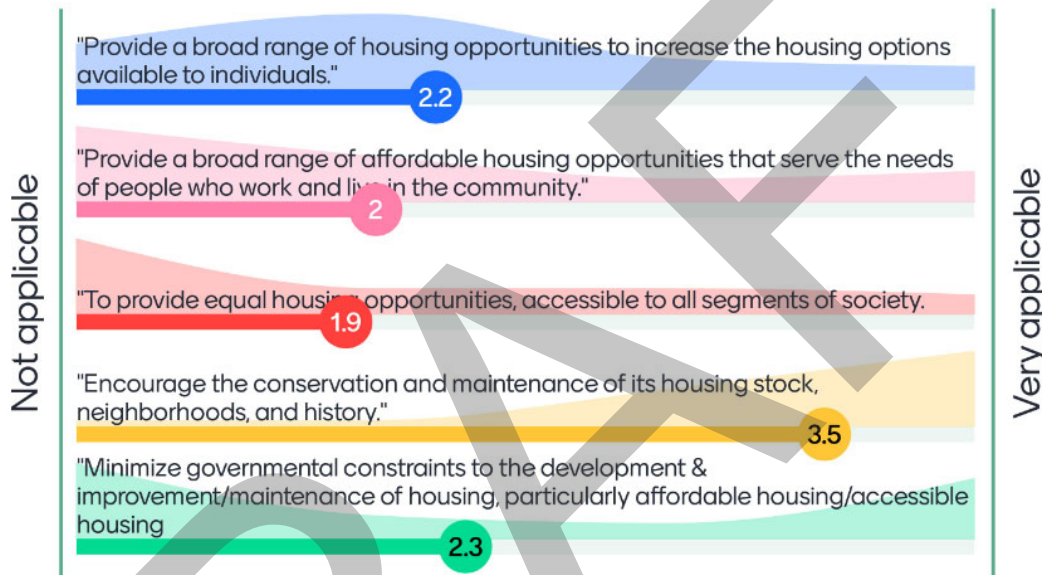 Not applicable
"Provide a broad range of housing opportunities to increase the housing options
available to individuals."
2.2
"Provide a broad range of affordable housing opportunities that serve the needs
of people who work and live in the community."
2
"To provide equal housing opportunities, accessible to all segments of society.
1.9
"Encourage the conservation and maintenance of its housing stock,
neighborhoods, and history."
3.5
"Minimize governmental constraints to the development &
improvement/maintenance of housing, particularly affordable housing/accessible
housing
2.3
Very applicable